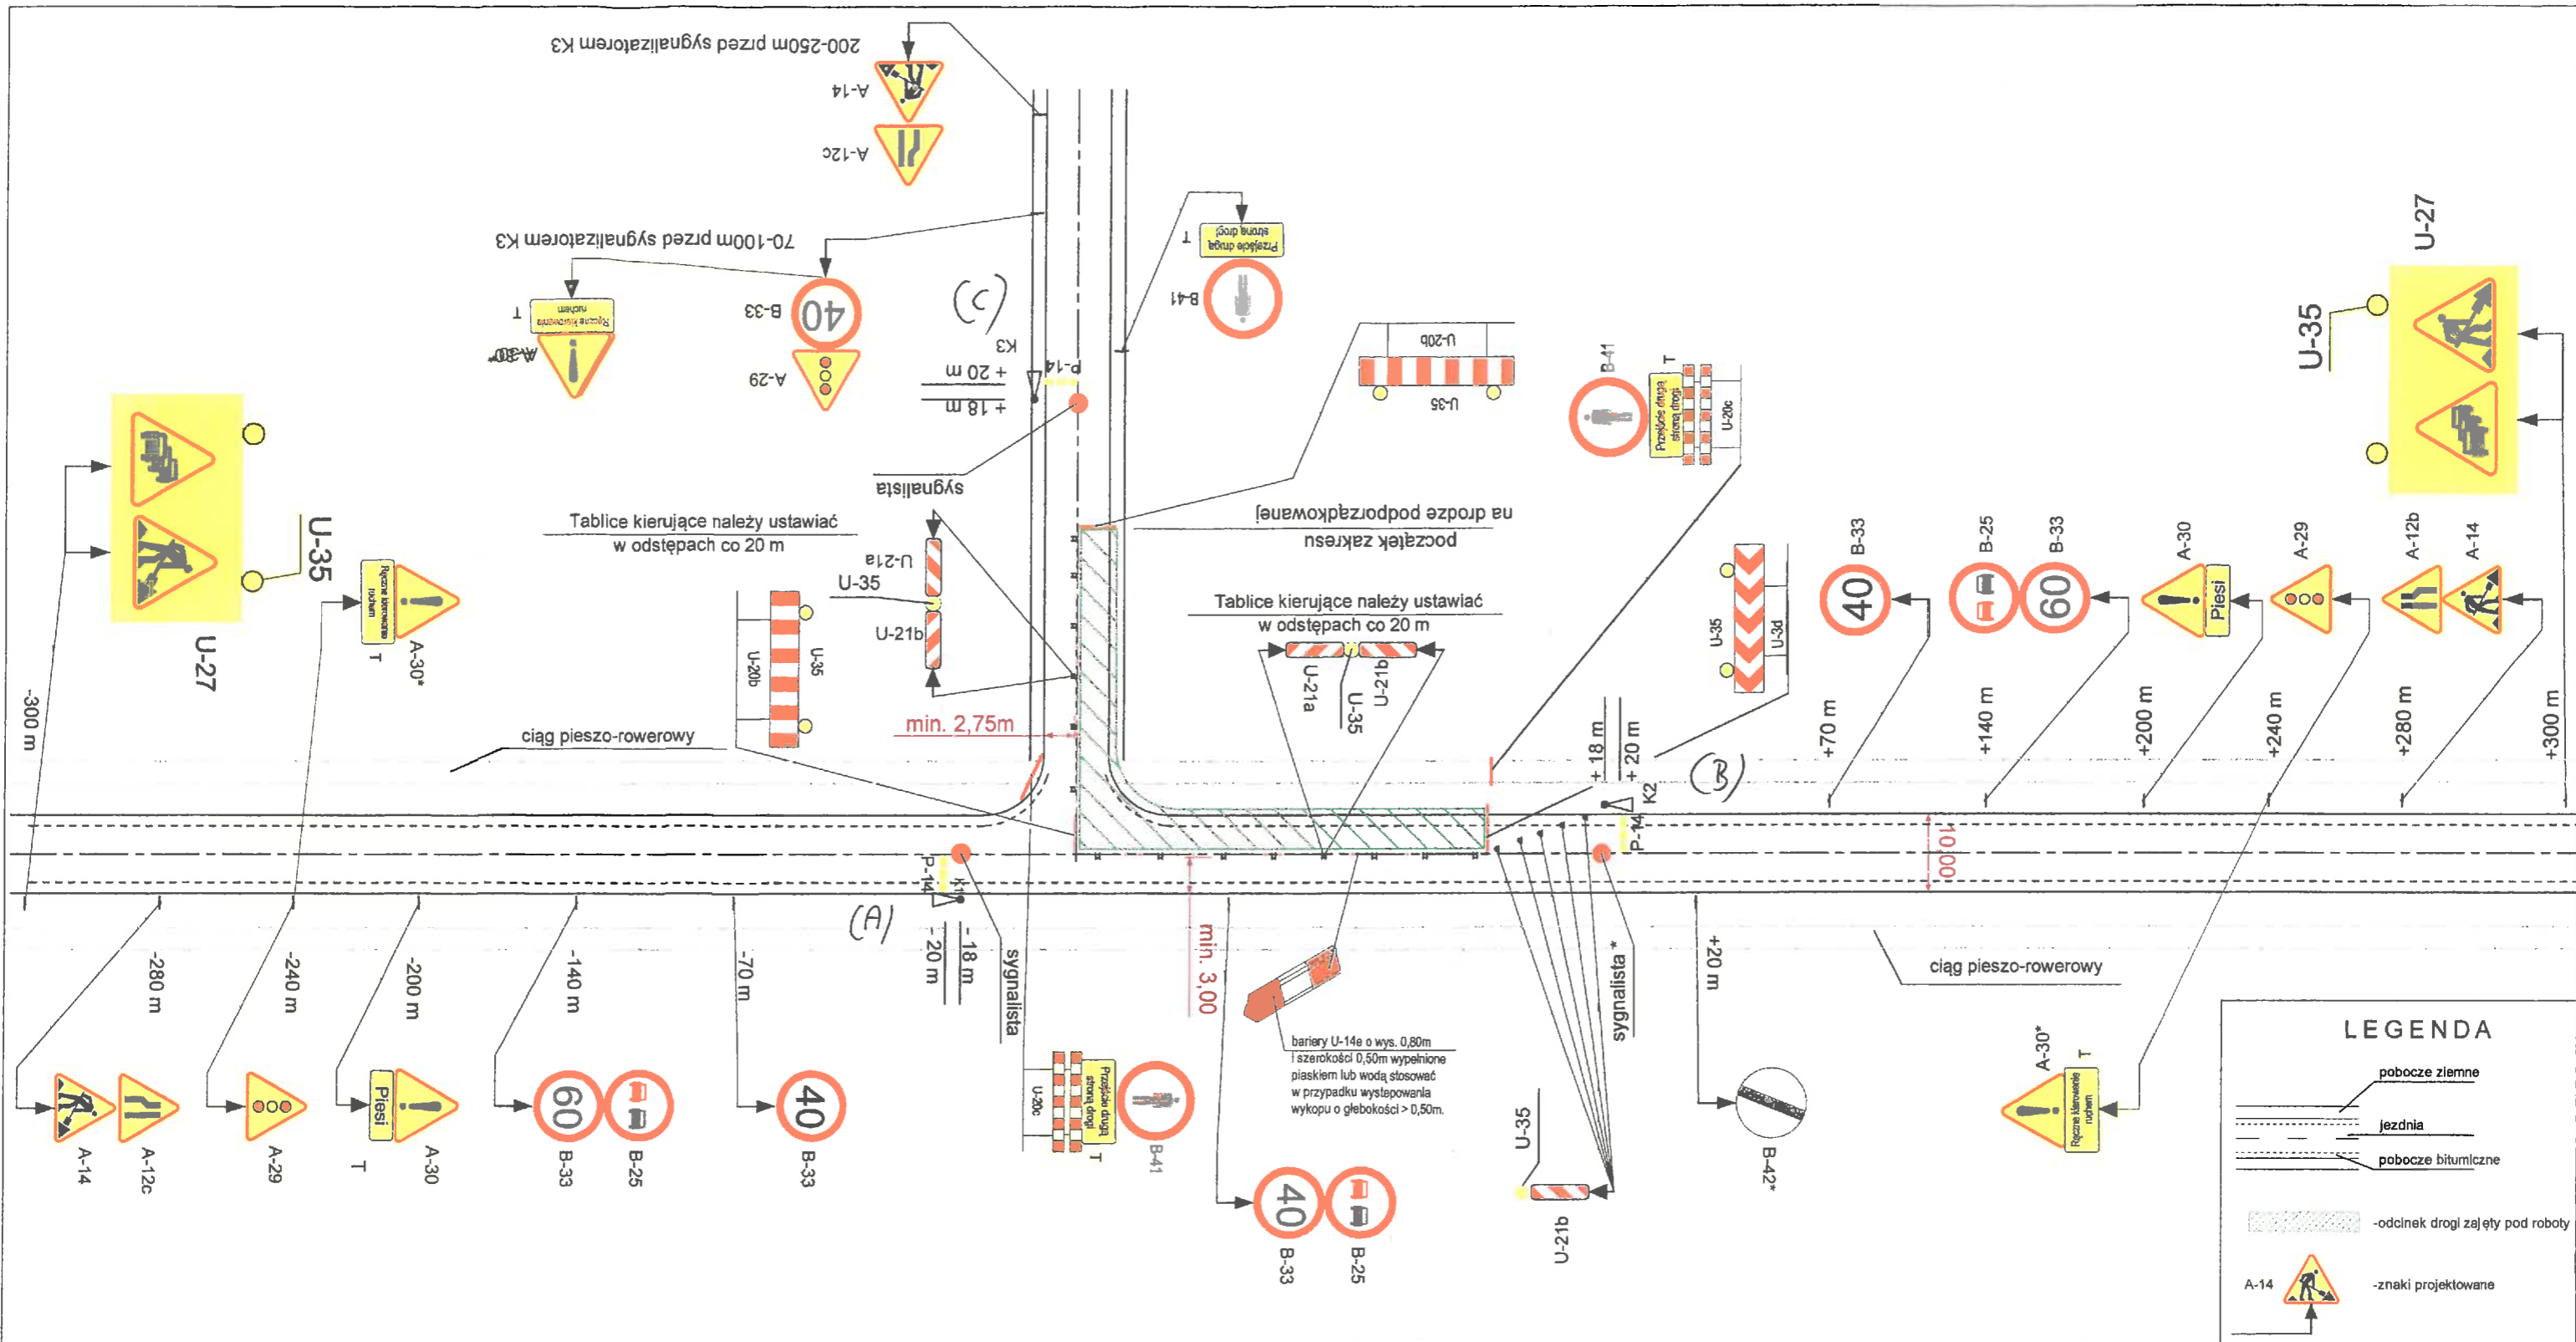 200-250m przed sygnalizatorem K3
A-14
A-12c
70-100m przed sygnalizatorem K3
Ręczne kierowanie
ruchem
T
A-30*
40
B-33
A-29
(C)
K3
+ 20 m
+ 18 m
P-14
sygnalista
Przejście drugą
stroną drogi
T
B-41
U-20b
U-35
B-41
Przejście drugą
stroną drogi
T
U-20c
początek zakresu
na drodze podporządkowanej
U-27
U-35
U-27
U-35
-300 m
Ręczne kierowanie
ruchem
T
A-30*
Tablice kierujące należy ustawiać
w odstępach co 20 m
U-21a
U-35
U-21b
U-20b
U-35
min. 2,75m
ciąg pieszo-rowerowy
Tablice kierujące należy ustawiać
w odstępach co 20 m
U-21a
U-35
U-21b
U-35
U-3d
+ 18 m
+ 20 m
K2
(B)
P-14
B-33
40
+70 m
B-25
B-33
60
+140 m
A-30
Piesi
+200 m
A-29
+240 m
A-12b
A-14
+280 m
+300 m
10,00
P-14
K1
(A)
- 20 m
- 18 m
sygnalista
min. 3,00
-280 m
-240 m
-200 m
-140 m
-70 m
A-14
A-12c
A-29
Piesi
T
A-30
60
B-33
B-25
40
B-33
U-20c
Przejście drugą
stroną drogi
T
B-41
bariery U-14e o wys. 0,80m
i szerokości 0,50m wypełnione
piaskiem lub wodą stosować
w przypadku występowania
wykopu o głębokości > 0,50m.
40
B-33
B-25
U-35
U-21b
sygnalista *
+20 m
B-42*
ciąg pieszo-rowerowy
A-30*
T
Ręczne kierowanie
ruchem
LEGENDA
pobocze ziemne
jezdnia
pobocze bitumiczne
-odcinek drogi zajęty pod roboty
A-14
-znaki projektowane